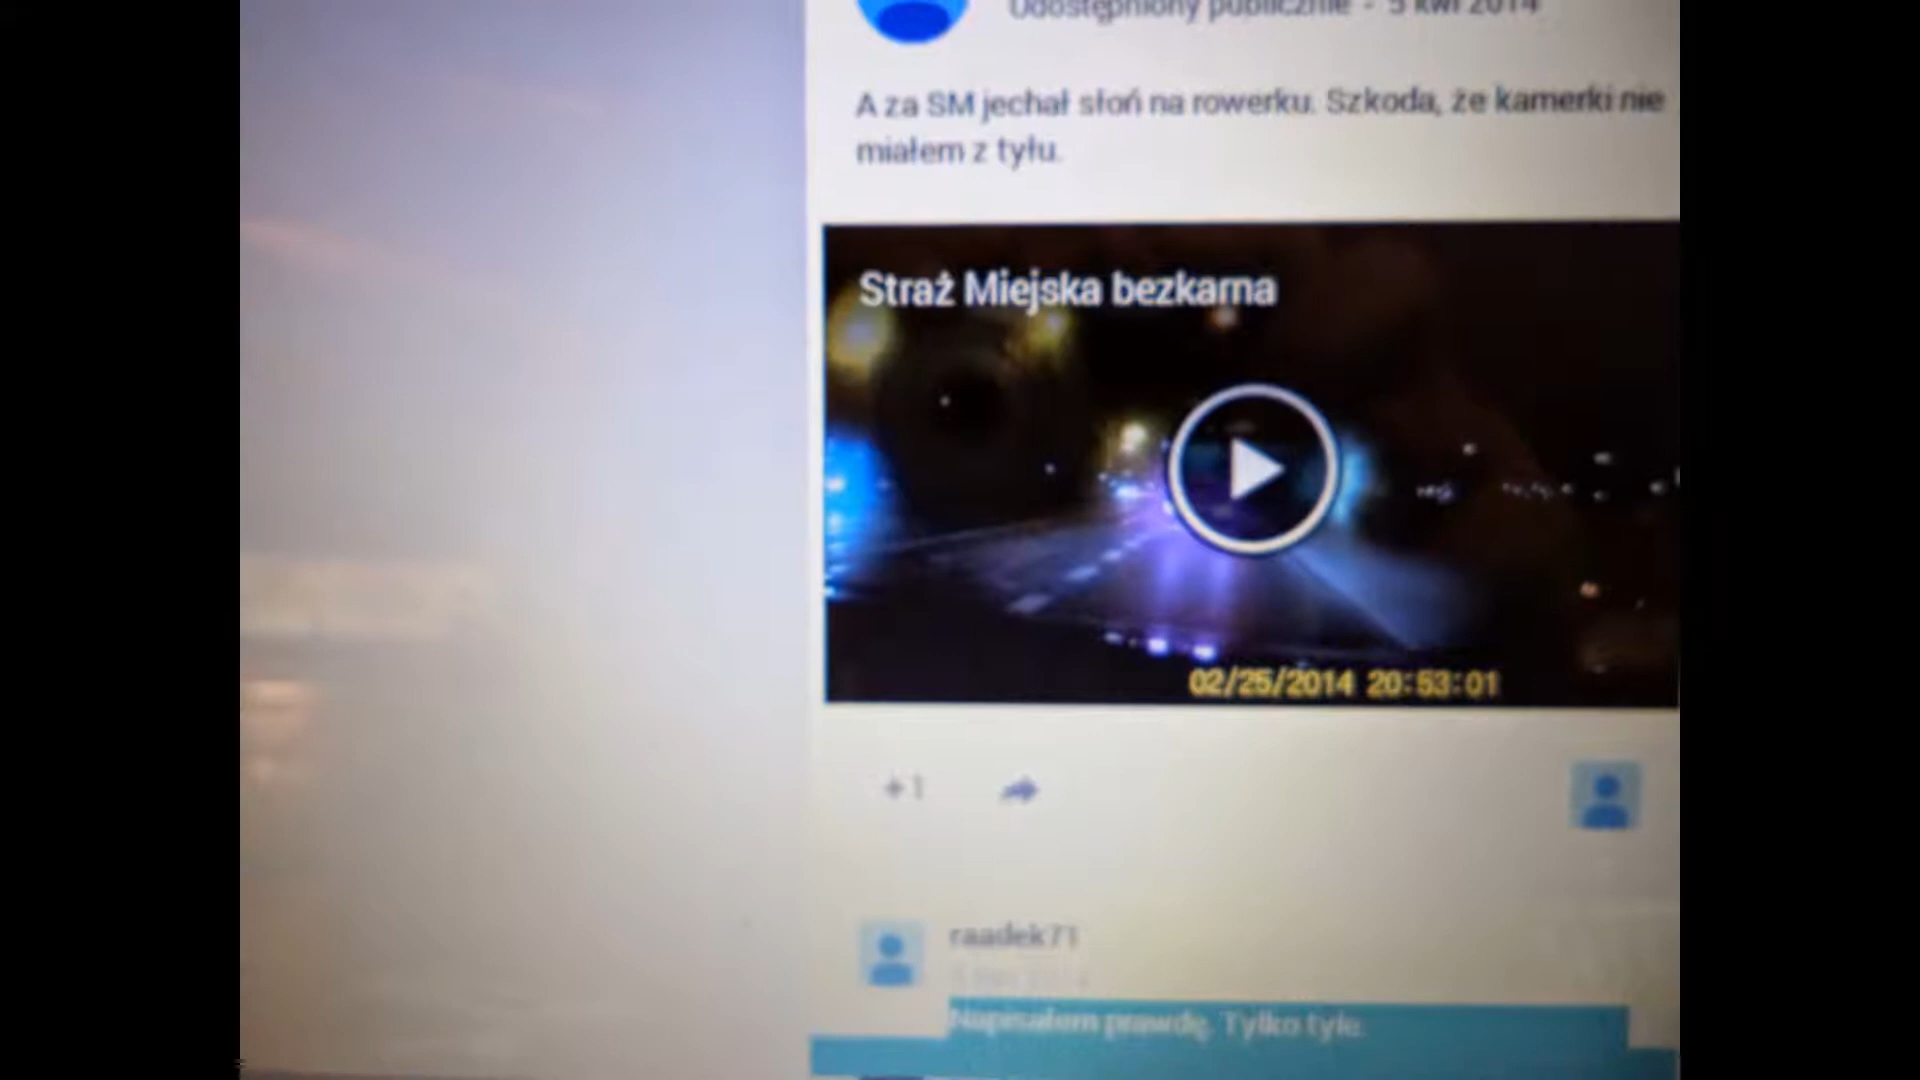 Udostępniony publicznie - 5 kwi 2014
A za SM jechał słoń na rowerku. Szkoda, że kamerki nie
miałem z tyłu.
Straż Miejska bezkarna
02/25/2014 20:53:01
+1
raadek71
Napisałem prawdę. Tylko tyle.